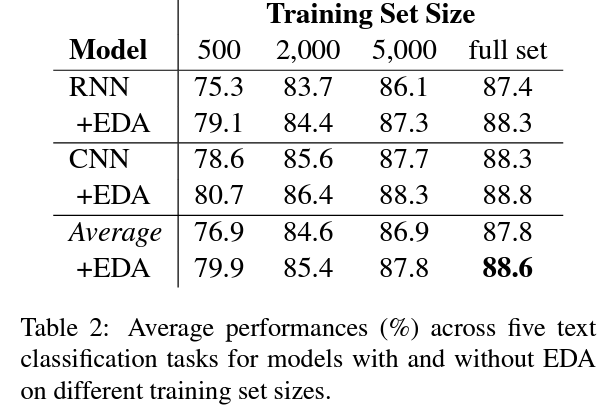 Training Set Size
Model 500 2,000 5,000 full set
RNN 75.3 83.7 86.1 87.4
+EDA 79.1 84.4 87.3 88.3
CNN 78.6 85.6 87.7 88.3
+EDA 80.7 86.4 88.3 88.8
Average 76.9 84.6 86.9 87.8
+EDA 79.9 85.4 87.8 88.6
Table 2: Average performances (%) across five text
classification tasks for models with and without EDA
on different training set sizes.